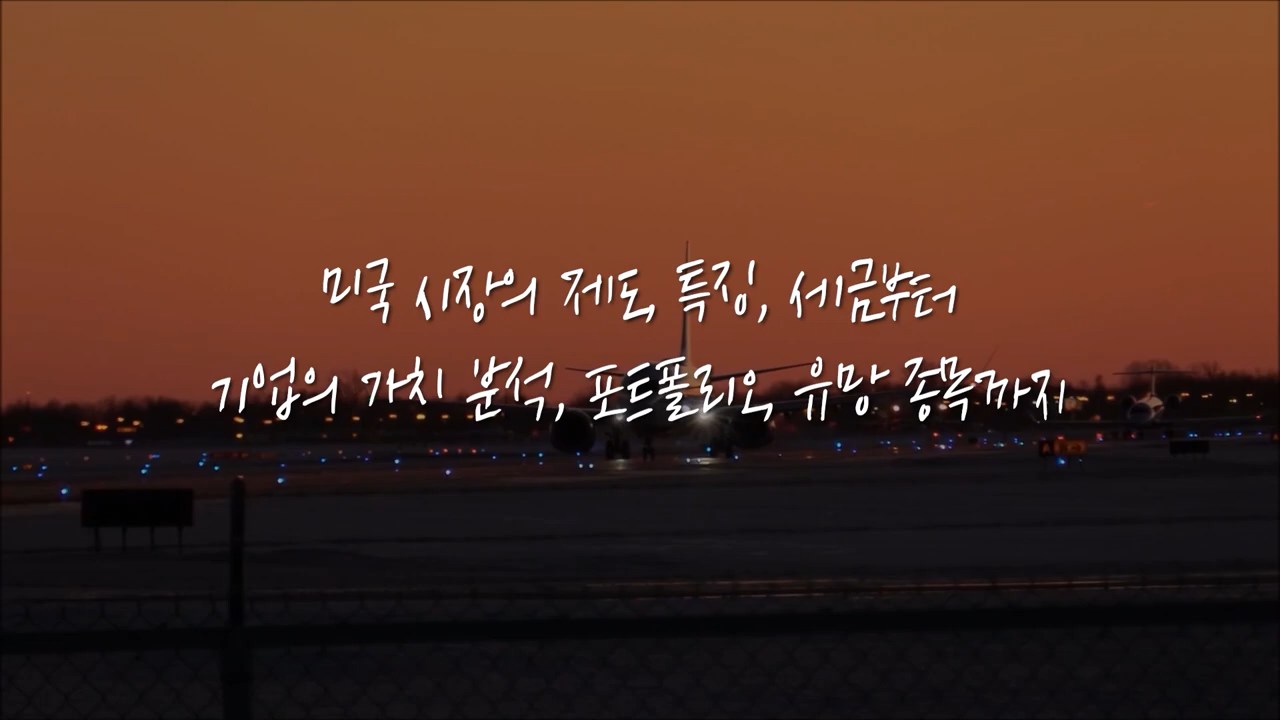 미국 시장의 제도, 특징, 세금부터
기업의 가치 분석, 포트폴리오, 유망 종목까지